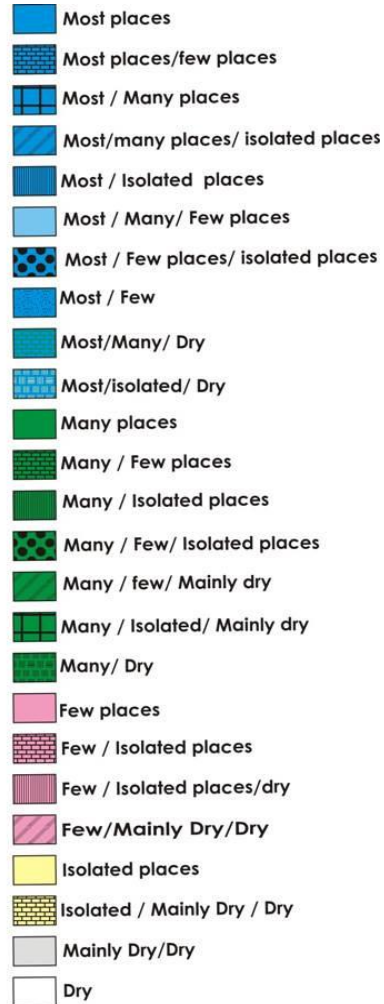 Most places
Most places/few places
Most / Many places
Most/many places/ isolated places
Most / Isolated places
Most / Many/ Few places
Most / Few places/ isolated places
Most / Few
Most/Many/ Dry
Most/isolated/ Dry
Many places
Many / Few places
Many / Isolated places
Many / Few/ Isolated places
Many / few/ Mainly dry
Many / Isolated/ Mainly dry
Many/ Dry
Few places
Few / Isolated places
Few / Isolated places/dry
Few/Mainly Dry/Dry
Isolated places
Isolated / Mainly Dry / Dry
Mainly Dry/Dry
Dry